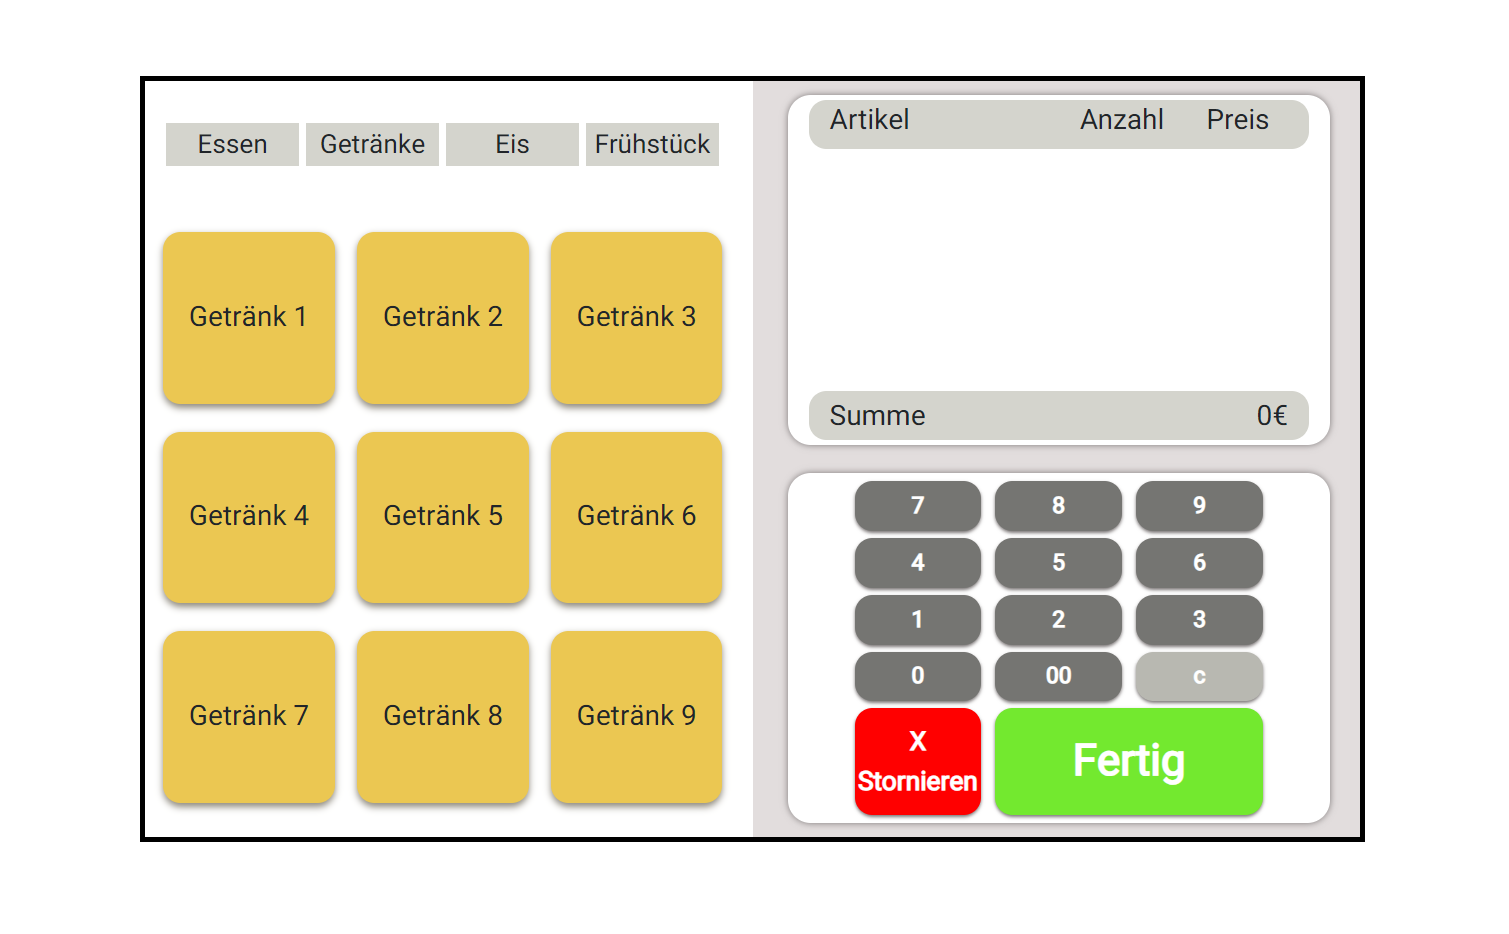 Essen Getränke Eis Frühstück
Getränk 1 Getränk 2 Getränk 3
Getränk 4 Getränk 5 Getränk 6
Getränk 7 Getränk 8 Getränk 9
Artikel Anzahl Preis
Summe 0€
7 8 9
4 5 6
1 2 3
0 00 c
X
Stornieren
Fertig